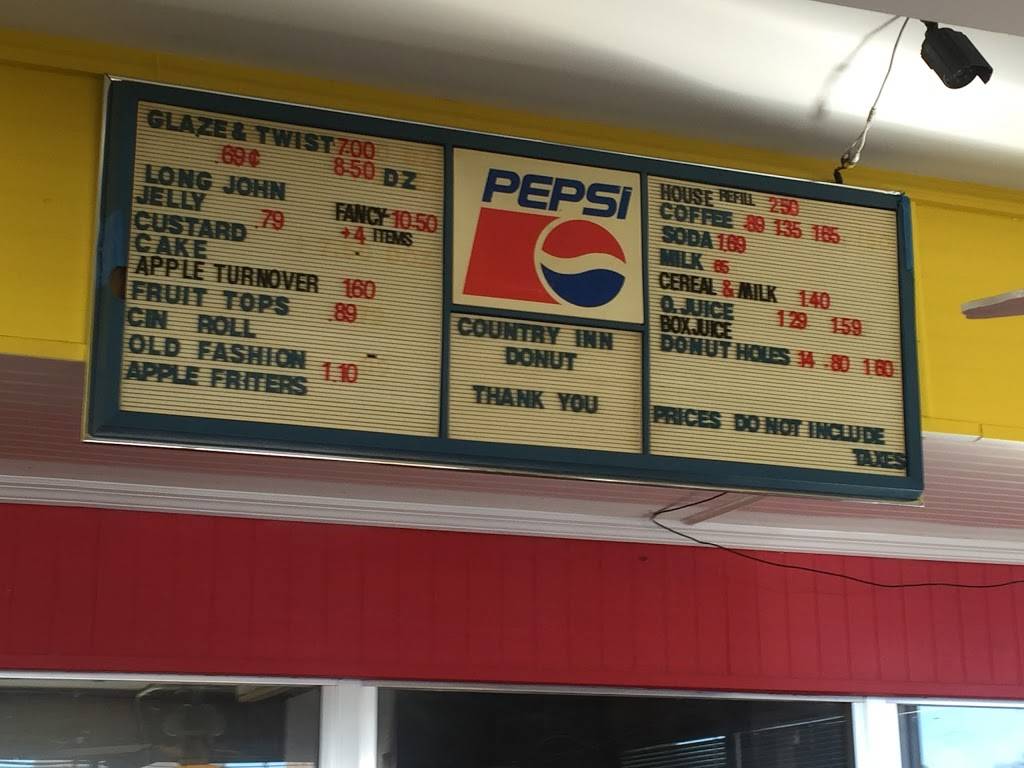 GLAZE & TWIST 7.00
.69¢ 8.50 DZ
LONG JOHN
JELLY FANCY 10.50
CUSTARD .79 +4 ITEMS
CAKE
APPLE TURNOVER 1.60
FRUIT TOPS .89
CIN ROLL
OLD FASHION
APPLE FRITERS 1.10
PEPSI
COUNTRY INN
DONUT
THANK YOU
HOUSE REFILL 2.50
COFFEE .89 1.35 1.65
SODA 1.69
MILK
CEREAL & MILK 1.40
O.JUICE 1.29 1.59
BOXJUICE
DONUT HOLES 14 .80 1.60
PRICES DO NOT INCLUDE
TAXES